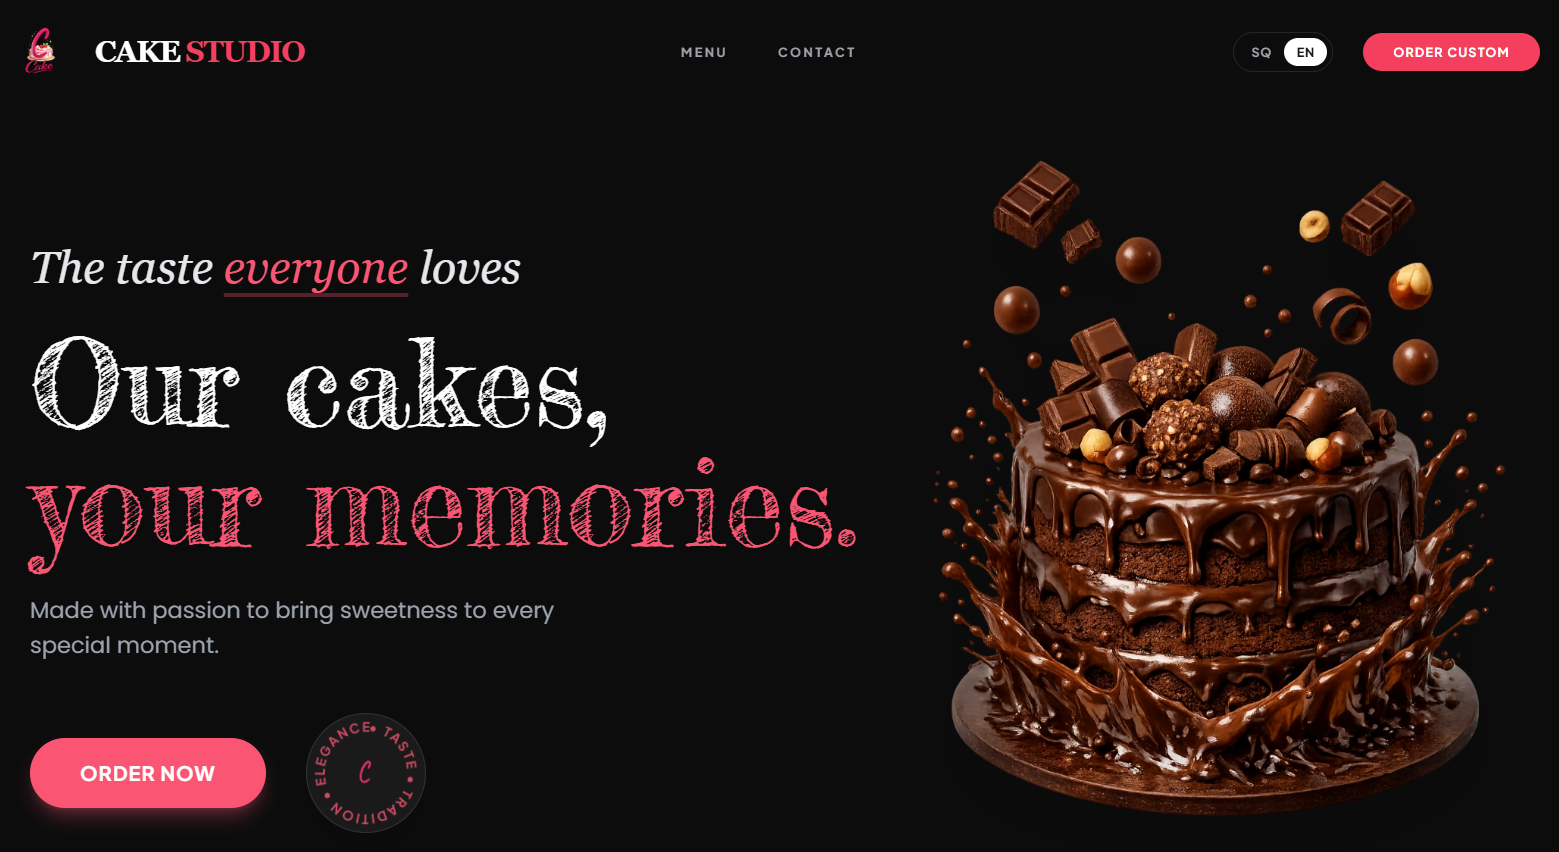 Cake
CAKE STUDIO
MENU
CONTACT
SQ
EN
ORDER CUSTOM
The taste everyone loves
Our cakes,
your memories.
Made with passion to bring sweetness to every
special moment.
ORDER NOW
ELEGANCE • TASTE • TRADITION •
C